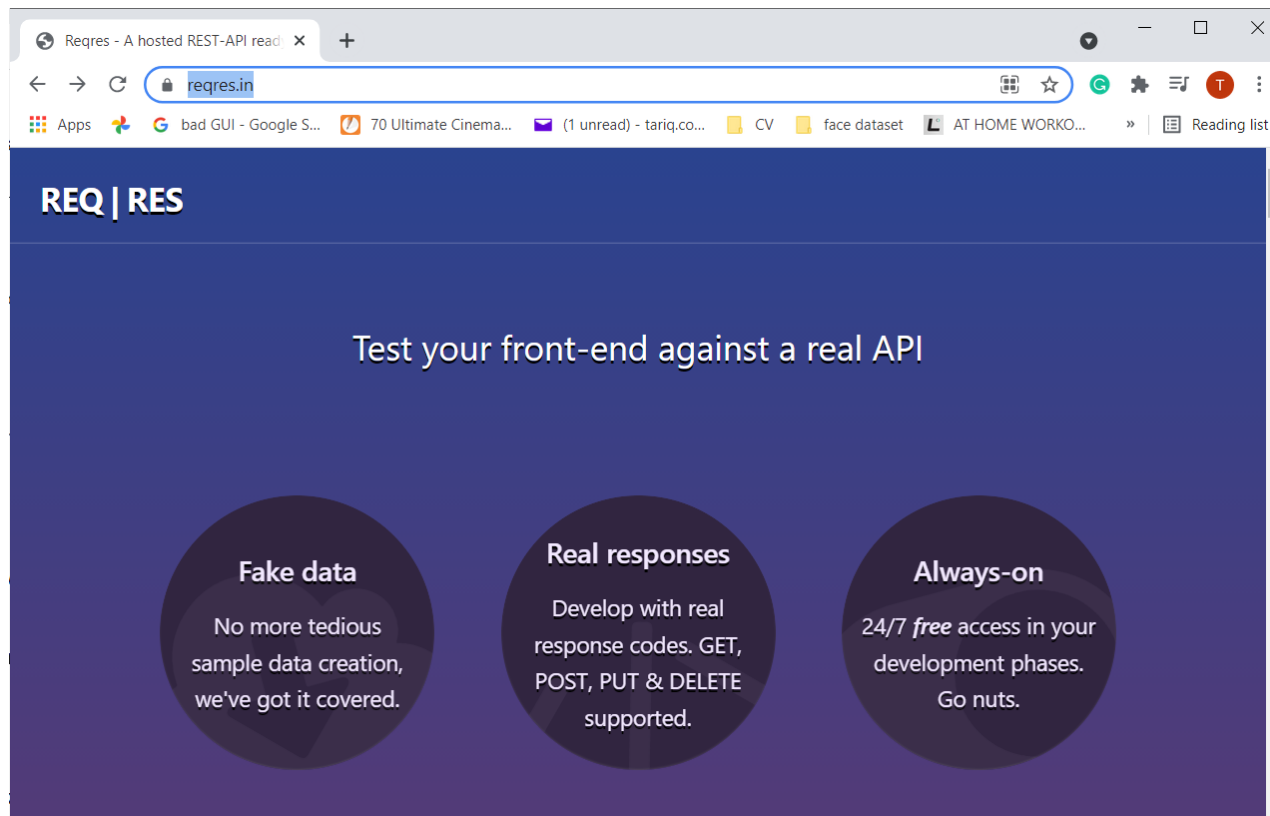 Reqres - A hosted REST-API read
reqres.in
G
T
Apps
G bad GUI - Google S...
70 Ultimate Cinema...
(1 unread) - tariq.co...
CV
face dataset
L AT HOME WORKO...
»
Reading list
REQ | RES
Test your front-end against a real API
Fake data
No more tedious
sample data creation,
we've got it covered.
Real responses
Develop with real
response codes. GET,
POST, PUT & DELETE
supported.
Always-on
24/7 free access in your
development phases.
Go nuts.